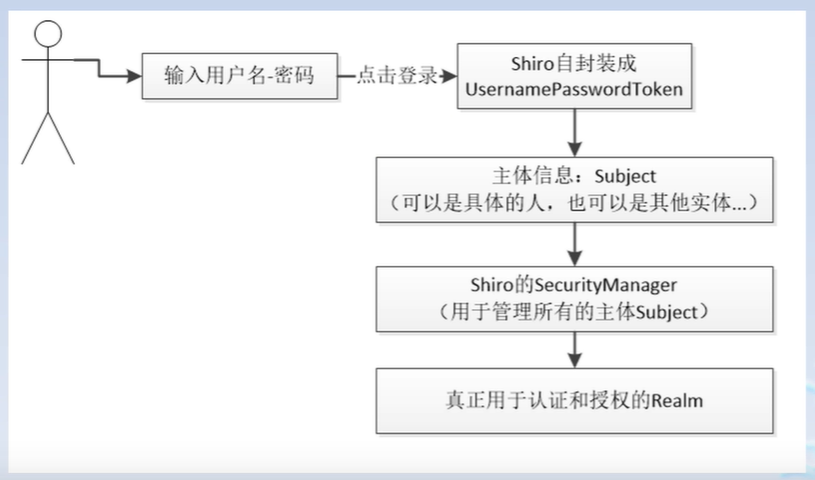 输入用户名-密码
点击登录
Shiro自封装成
UsernamePasswordToken
主体信息：Subject
（可以是具体的人，也可以是其他实体...）
Shiro的SecurityManager
（用于管理所有的主体Subject）
真正用于认证和授权的Realm